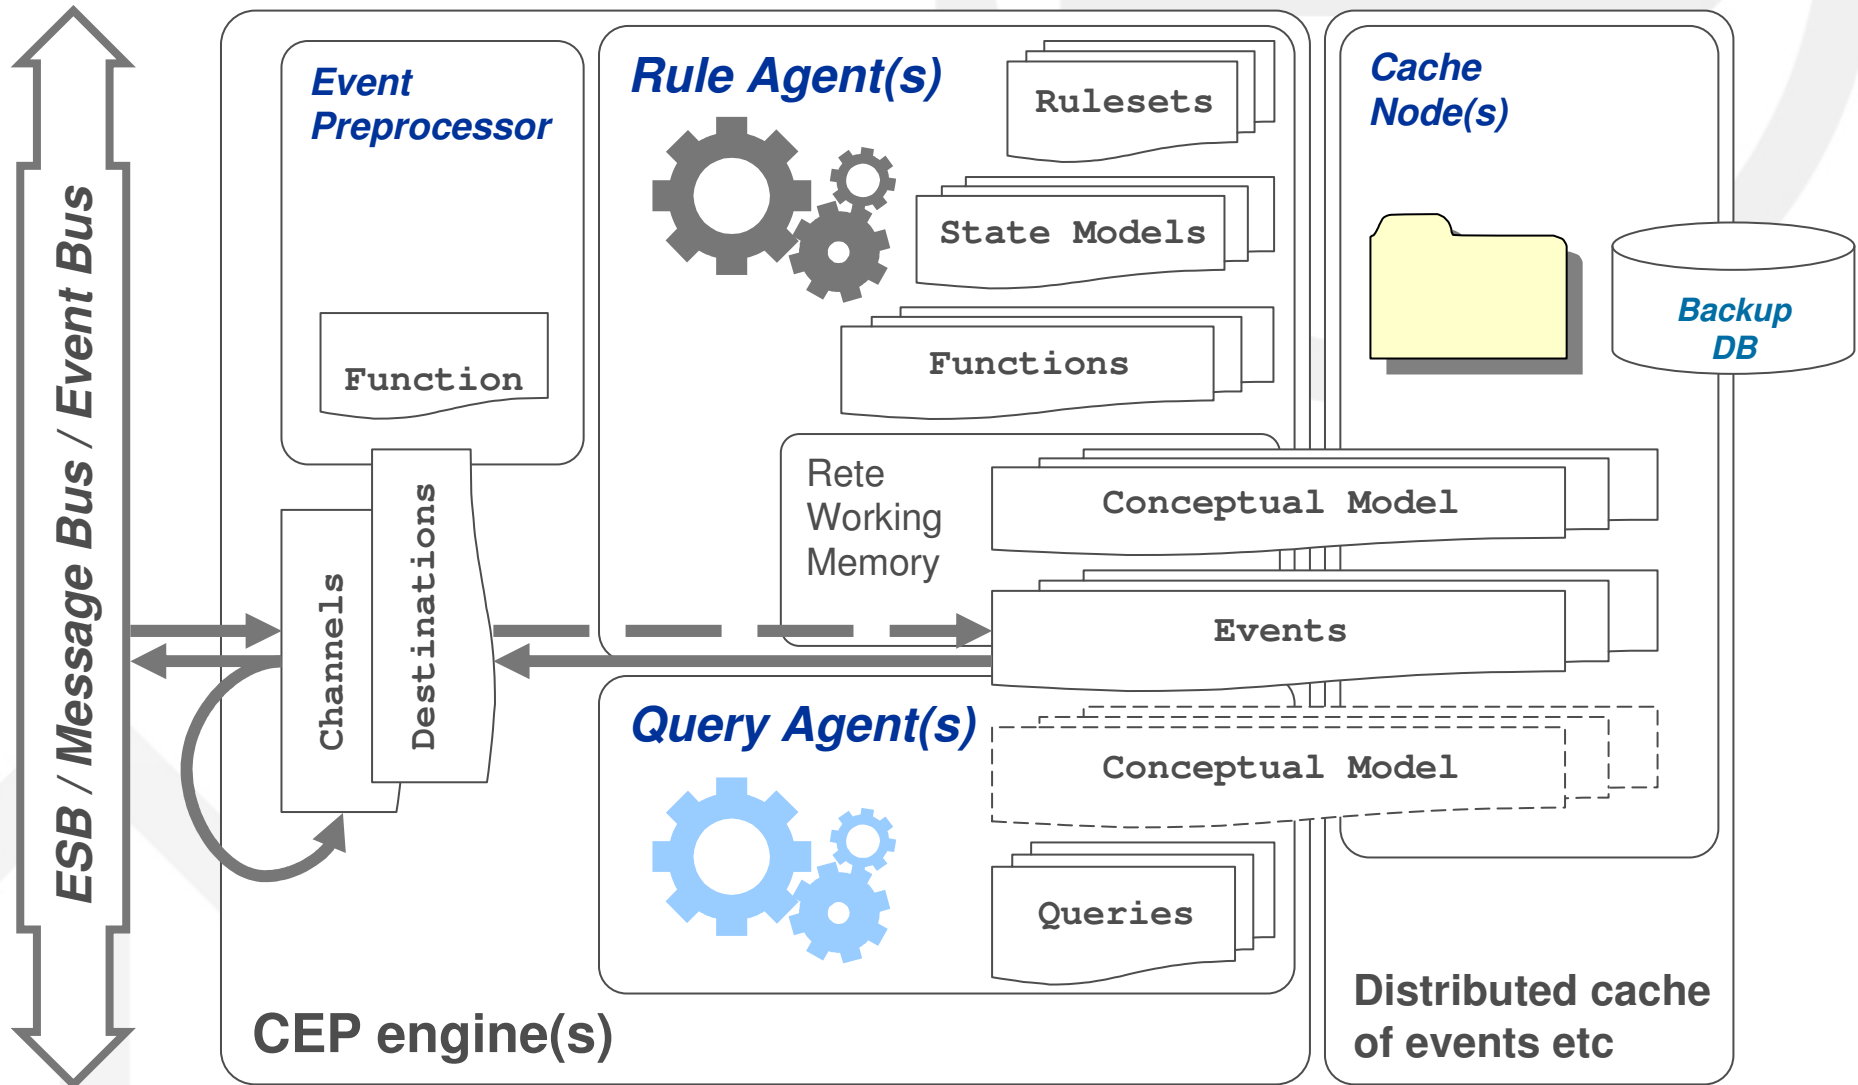 ESB / Message Bus / Event Bus
Event
Preprocessor
Function
Channels
Destinations
Rule Agent(s)
Rulesets
State Models
Functions
Rete
Working
Memory
Conceptual Model
Events
Query Agent(s)
Conceptual Model
Queries
CEP engine(s)
Cache
Node(s)
Backup
DB
Distributed cache
of events etc